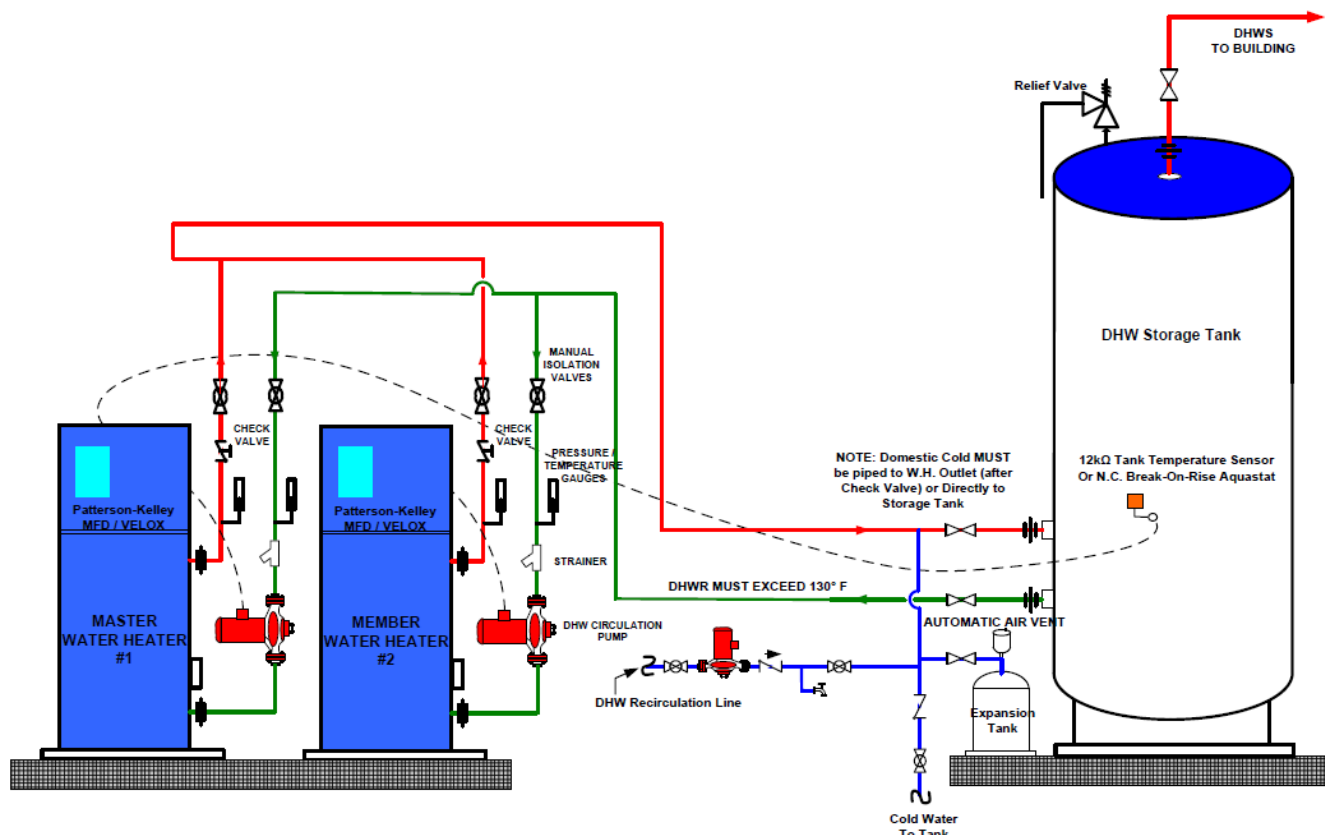 DHWS
TO BUILDING
Relief Valve
DHW Storage Tank
MANUAL
ISOLATION
VALVES
CHECK
VALVE
CHECK
VALVE
PRESSURE /
TEMPERATURE
GAUGES
NOTE: Domestic Cold MUST
be piped to W.H. Outlet (after
Check Valve) or Directly to
Storage Tank
12kΩ Tank Temperature Sensor
Or N.C. Break-On-Rise Aquastat
Patterson-Kelley
MFD / VELOX
Patterson-Kelley
MFD / VELOX
STRAINER
DHWR MUST EXCEED 130° F
MASTER
WATER HEATER
#1
MEMBER
WATER HEATER
#2
DHW CIRCULATION
PUMP
AUTOMATIC AIR VENT
DHW Recirculation Line
Expansion
Tank
Cold Water
To Tank